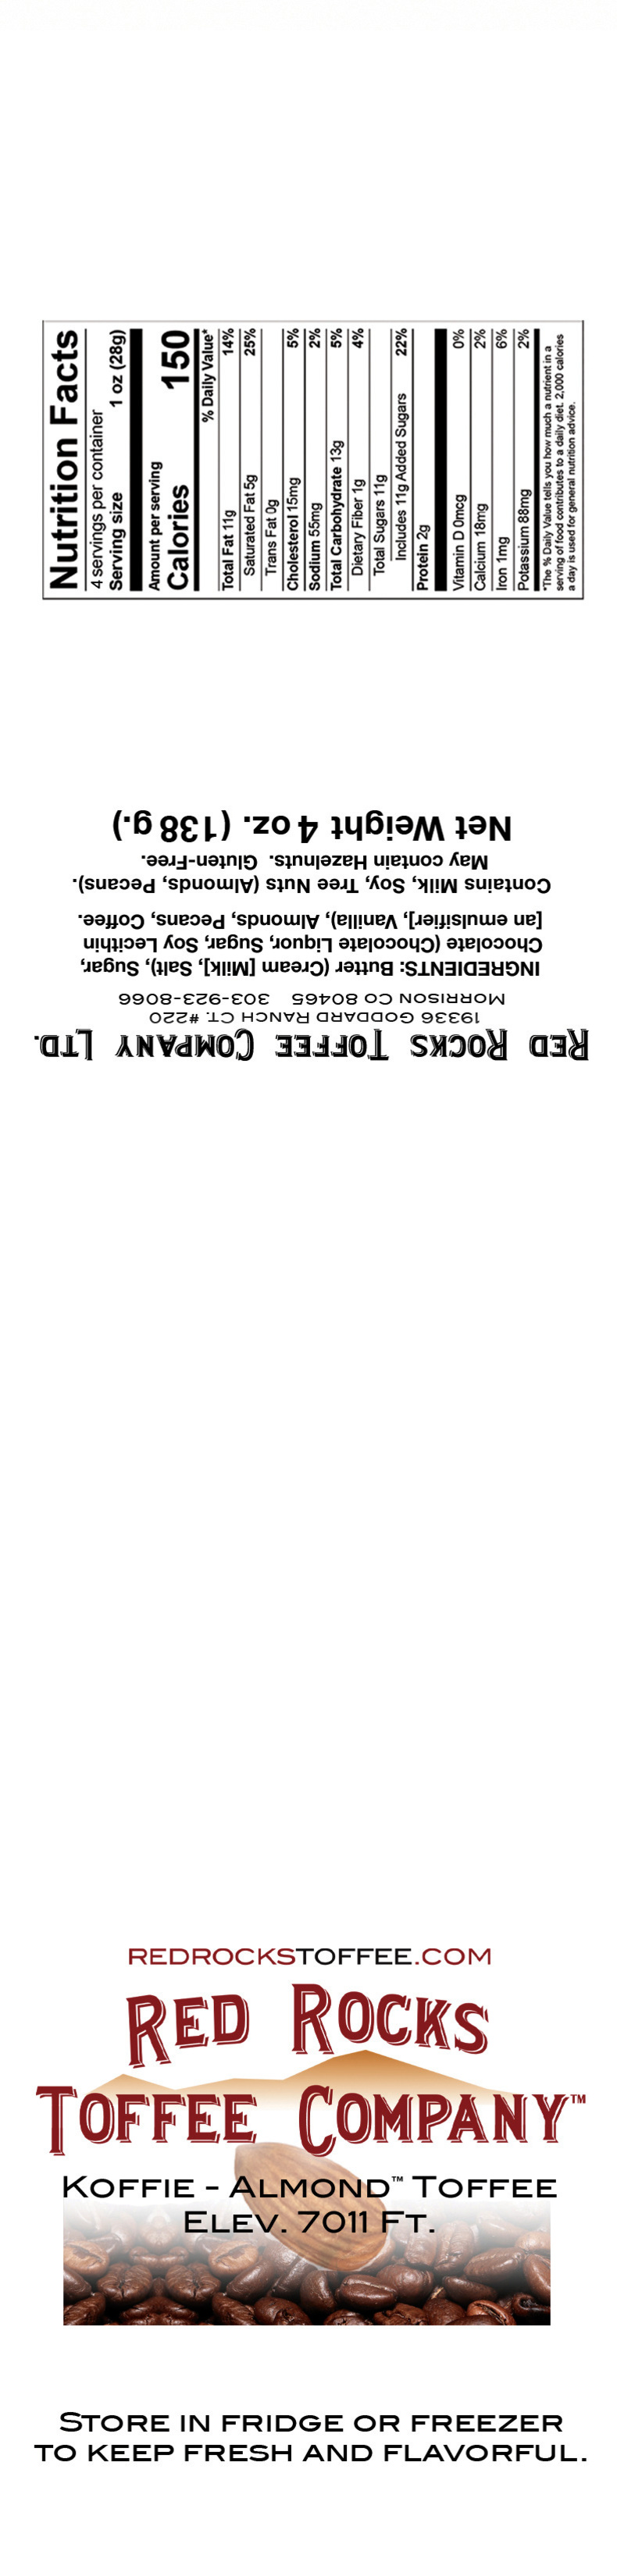 Nutrition Facts
4 servings per container
Serving size 1 oz (28g)
Amount per serving
Calories 150
% Daily Value*
Total Fat 11g 14%
Saturated Fat 5g 25%
Trans Fat 0g
Cholesterol 15mg 5%
Sodium 55mg 2%
Total Carbohydrate 13g 5%
Dietary Fiber 1g 4%
Total Sugars 11g
Includes 11g Added Sugars 22%
Protein 2g
Vitamin D 0mcg 0%
Calcium 18mg 2%
Iron 1mg 6%
Potassium 88mg 2%
*The % Daily Value tells you how much a nutrient in a
serving of food contributes to a daily diet. 2,000 calories
a day is used for general nutrition advice.
Red Rocks Toffee Company Ltd.
19336 Goddard Ranch Ct. #220
Morrison Co 80465 303-923-8066
INGREDIENTS: Butter (Cream [Milk], Salt), Sugar,
Chocolate (Chocolate Liquor, Sugar, Soy Lecithin
[an emulsifier], Vanilla), Almonds, Pecans, Coffee.
Contains Milk, Soy, Tree Nuts (Almonds, Pecans).
May contain Hazelnuts. Gluten-Free.
Net Weight 4 oz. (138 g.)
REDROCKSTOFFEE.COM
Red Rocks
Toffee Company™
Koffie - Almond™ Toffee
Elev. 7011 Ft.
Store in fridge or freezer
to keep fresh and flavorful.